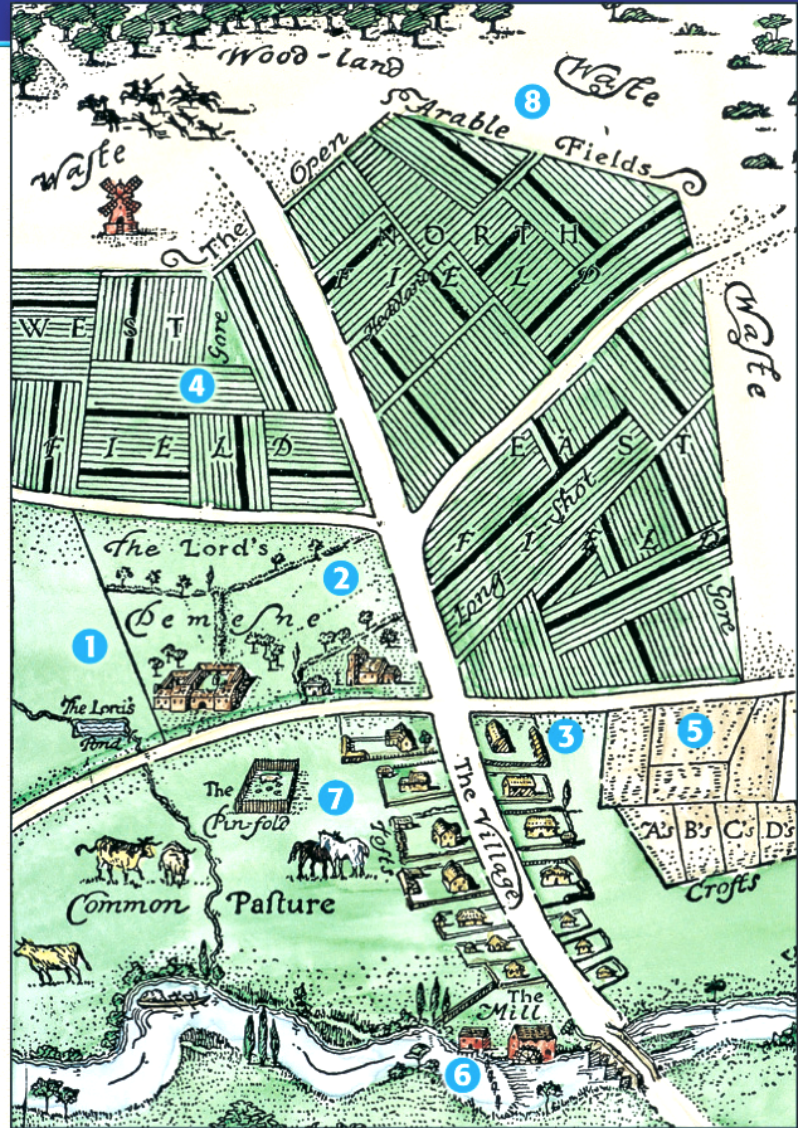 Wood-land
Waſte
8
Open Arable Fields
Waſte
The
NORTH
FIELD
Headland
WEST
Gore
4
FIELD
Waſte
EAST
FIELD
Long Shot
Gore
The Lord's
2
Demeſne
1
The Lord's
Pond
3
5
The
Pin-fold
7
Tofts
The Village
A's B's C's D's
Crofts
Common Paſture
The
Mill
6